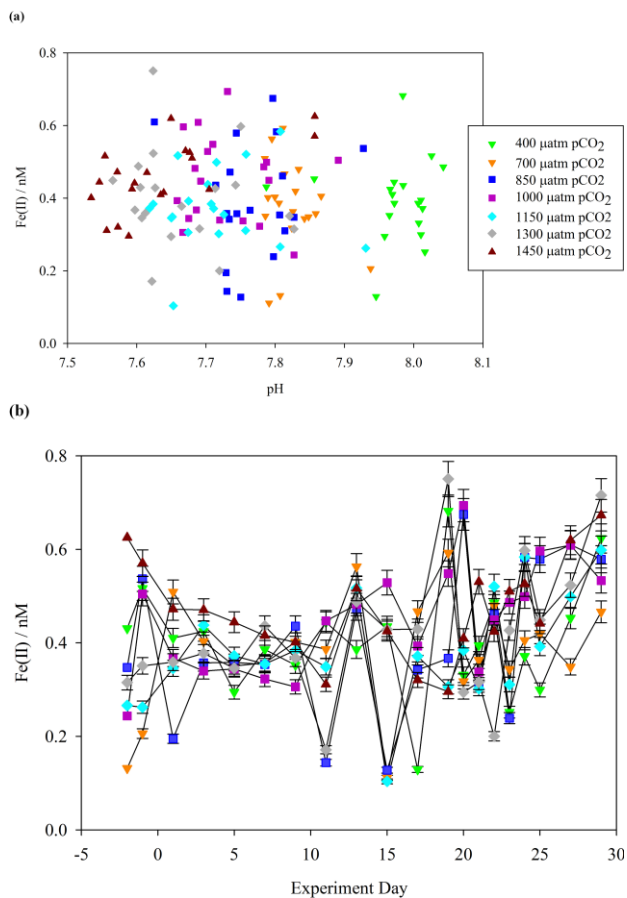 (a)
0.8
0.6
0.4
0.2
0.0
Fe(II) / nM
7.5 7.6 7.7 7.8 7.9 8.0 8.1
pH
400 µatm pCO2
700 µatm pCO2
850 µatm pCO2
1000 µatm pCO2
1150 µatm pCO2
1300 µatm pCO2
1450 µatm pCO2
(b)
0.8
0.6
0.4
0.2
0.0
Fe(II) / nM
-5 0 5 10 15 20 25 30
Experiment Day